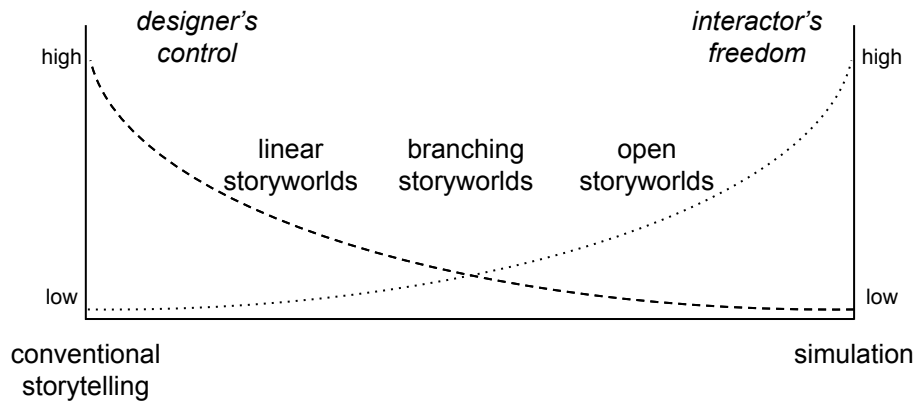 designer's
control
interactor's
freedom
high
high
linear
storyworlds
branching
storyworlds
open
storyworlds
low
low
conventional
storytelling
simulation